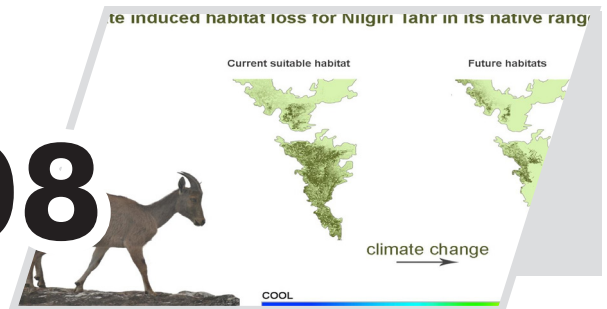 te induced habitat loss for Nilgiri Tahr in its native rang
Current suitable habitat
Future habitats
08
climate change
COOL